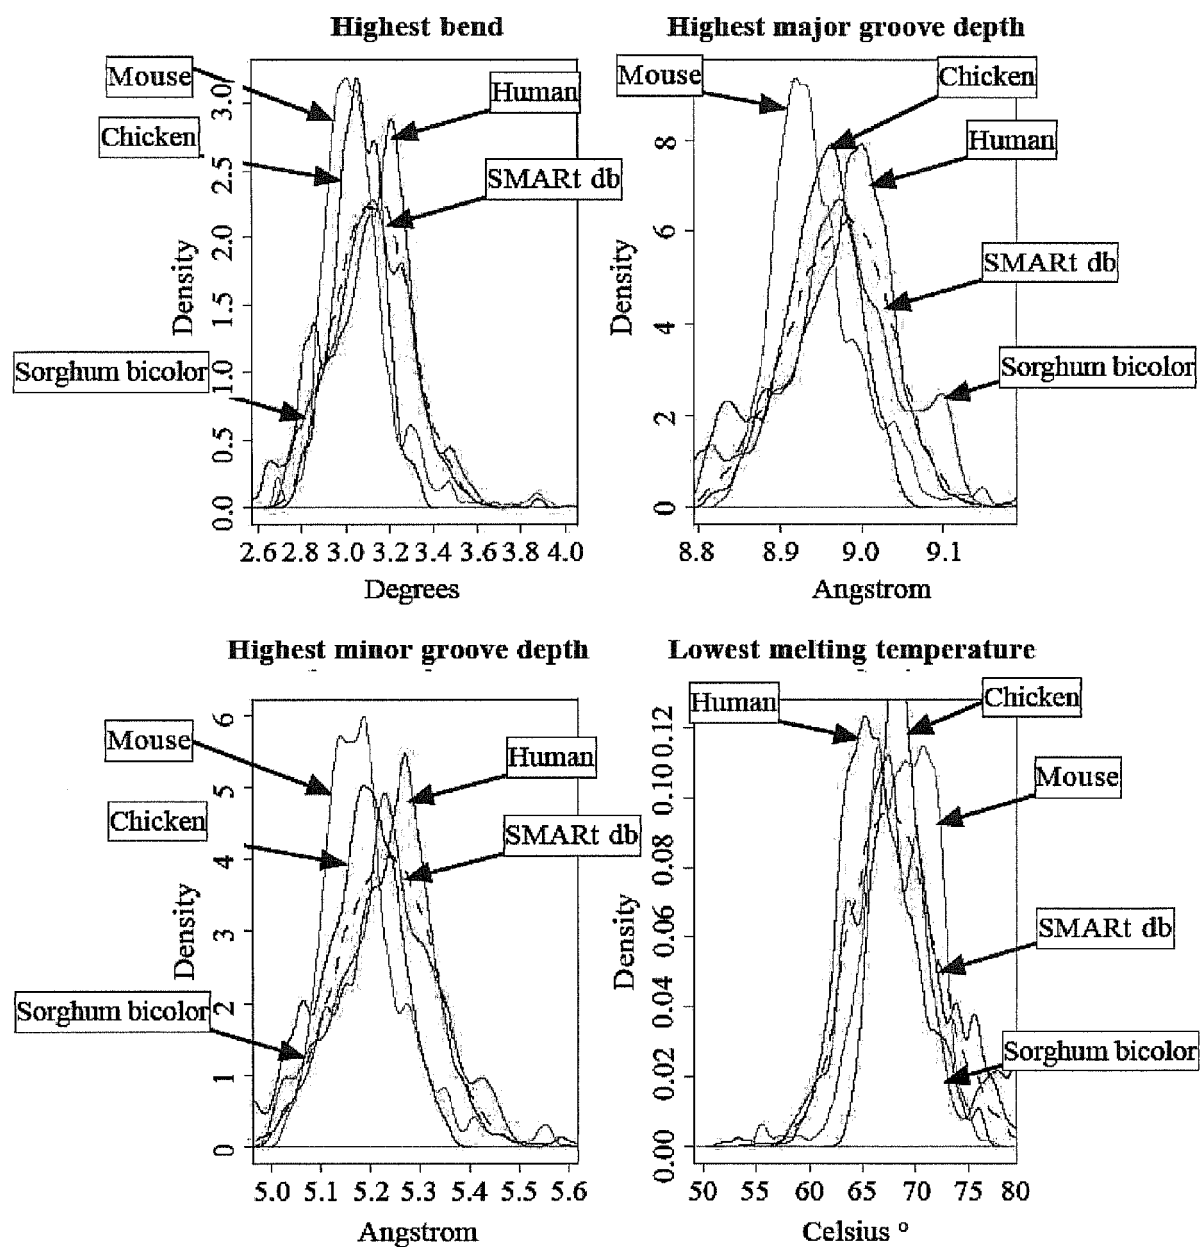 Highest bend
Mouse
Human
Chicken
SMARt db
Sorghum bicolor
Density
0.0 0.5 1.0 1.5 2.0 2.5 3.0
2.6 2.8 3.0 3.2 3.4 3.6 3.8 4.0
Degrees
Highest major groove depth
Mouse
Chicken
Human
SMARt db
Sorghum bicolor
Density
0 2 4 6 8
8.8 8.9 9.0 9.1
Angstrom
Highest minor groove depth
Mouse
Human
Chicken
SMARt db
Sorghum bicolor
Density
0 1 2 3 4 5 6
5.0 5.1 5.2 5.3 5.4 5.5 5.6
Angstrom
Lowest melting temperature
Human
Chicken
Mouse
SMARt db
Sorghum bicolor
Density
0.00 0.02 0.04 0.06 0.08 0.10 0.12
50 55 60 65 70 75 80
Celsius °